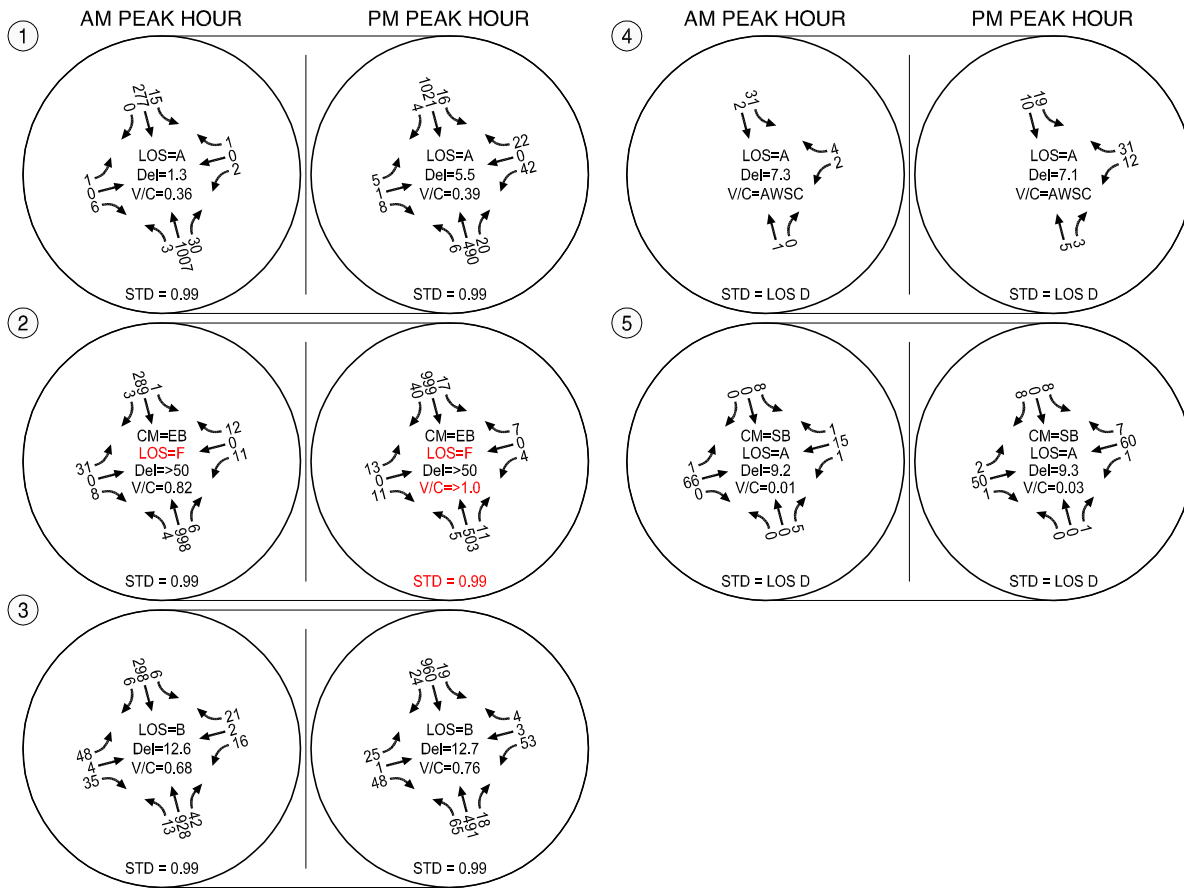 AM PEAK HOUR
PM PEAK HOUR
1
0
277
15
1
0
2
1
0
6
3
1007
30
LOS=A
Del=1.3
V/C=0.36
STD = 0.99
4
1021
16
22
0
42
5
1
8
6
490
20
LOS=A
Del=5.5
V/C=0.39
STD = 0.99
2
3
289
1
12
0
11
31
0
8
4
998
6
CM=EB
LOS=F
Del=>50
V/C=0.82
STD = 0.99
40
999
17
7
0
4
13
0
11
5
503
11
CM=EB
LOS=F
Del=>50
V/C=>1.0
STD = 0.99
3
6
298
6
21
2
16
48
4
35
13
928
42
LOS=B
Del=12.6
V/C=0.68
STD = 0.99
24
960
19
4
3
53
25
1
48
65
491
18
LOS=B
Del=12.7
V/C=0.76
STD = 0.99
AM PEAK HOUR
PM PEAK HOUR
4
2
31
4
2
1
0
LOS=A
Del=7.3
V/C=AWSC
STD = LOS D
10
19
31
12
5
3
LOS=A
Del=7.1
V/C=AWSC
STD = LOS D
5
0
0
8
1
15
1
1
66
0
0
0
5
CM=SB
LOS=A
Del=9.2
V/C=0.01
STD = LOS D
8
0
8
7
60
1
2
50
1
0
0
1
CM=SB
LOS=A
Del=9.3
V/C=0.03
STD = LOS D